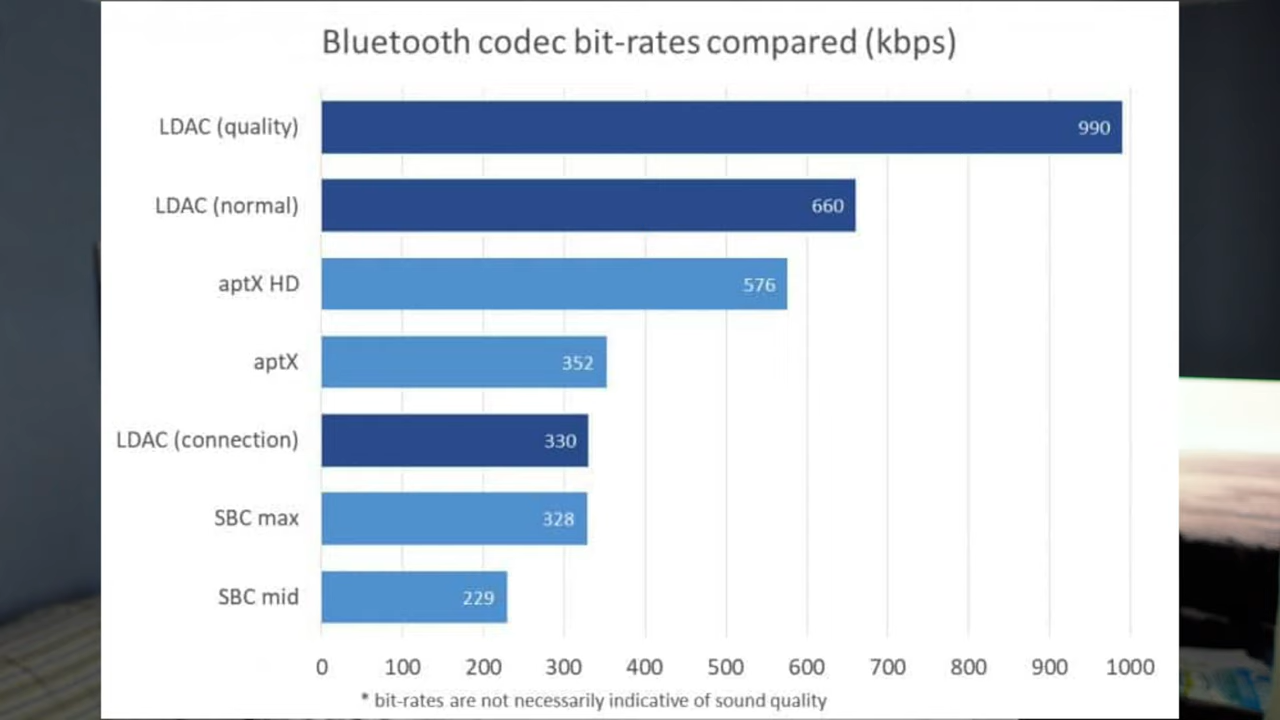 Bluetooth codec bit-rates compared (kbps)
LDAC (quality) 990
LDAC (normal) 660
aptX HD 576
aptX 352
LDAC (connection) 330
SBC max 328
SBC mid 229
0 100 200 300 400 500 600 700 800 900 1000
* bit-rates are not necessarily indicative of sound quality